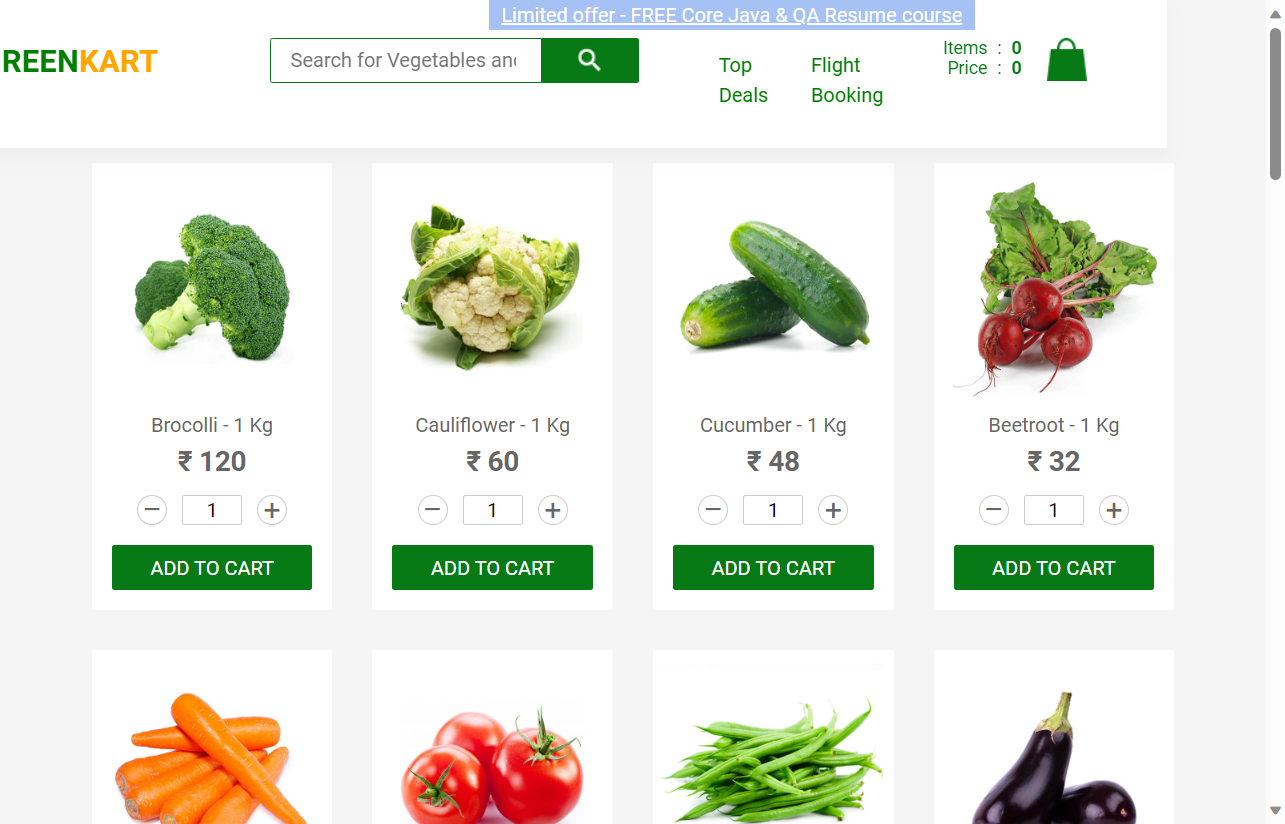 Limited offer - FREE Core Java & QA Resume course
REENKART
Search for Vegetables and
Top
Deals
Flight
Booking
Items : 0
Price : 0
Brocolli - 1 Kg
₹ 120
1
ADD TO CART
Cauliflower - 1 Kg
₹ 60
1
ADD TO CART
Cucumber - 1 Kg
₹ 48
1
ADD TO CART
Beetroot - 1 Kg
₹ 32
1
ADD TO CART